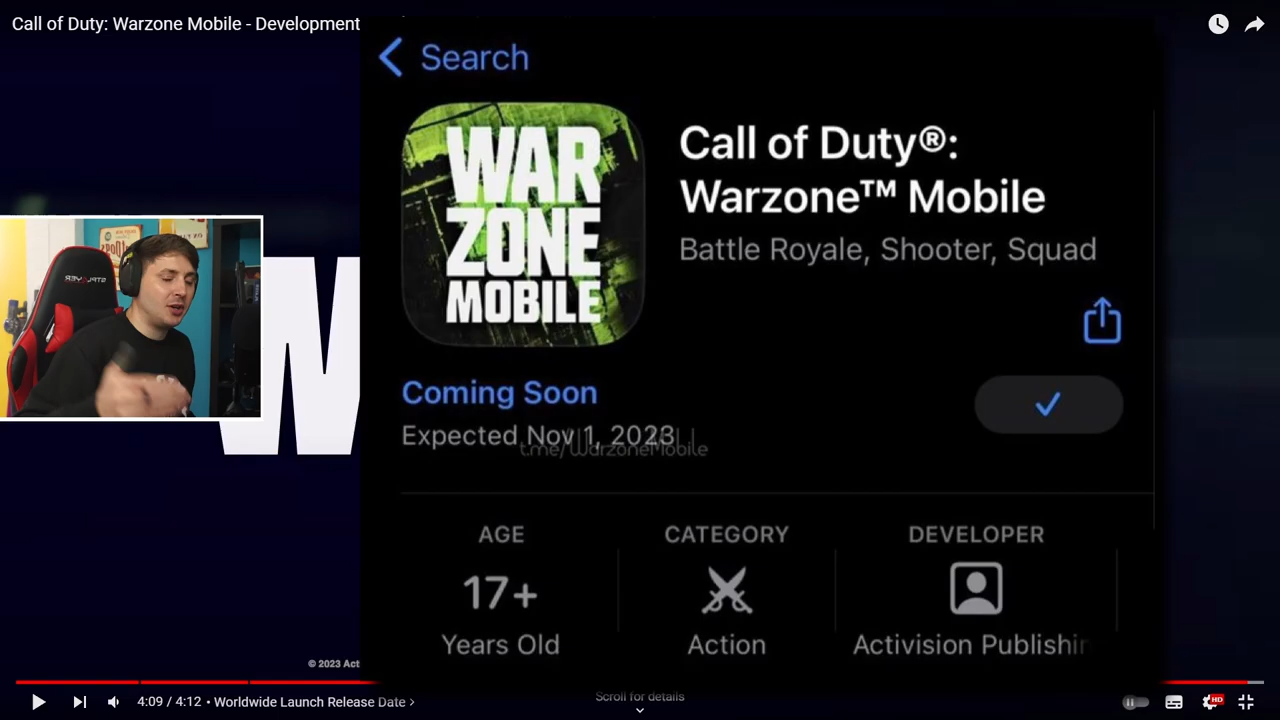 Call of Duty: Warzone Mobile - Development
Search
WAR
ZONE
MOBILE
Call of Duty®:
Warzone™ Mobile
Battle Royale, Shooter, Squad
Coming Soon
Expected Nov 1, 2023
t.me/WarzoneMobile
W
AGE
CATEGORY
DEVELOPER
17+
Years Old
Action
Activision Publishin
© 2023 Act
4:09 / 4:12 • Worldwide Launch Release Date >
Scroll for details
HD